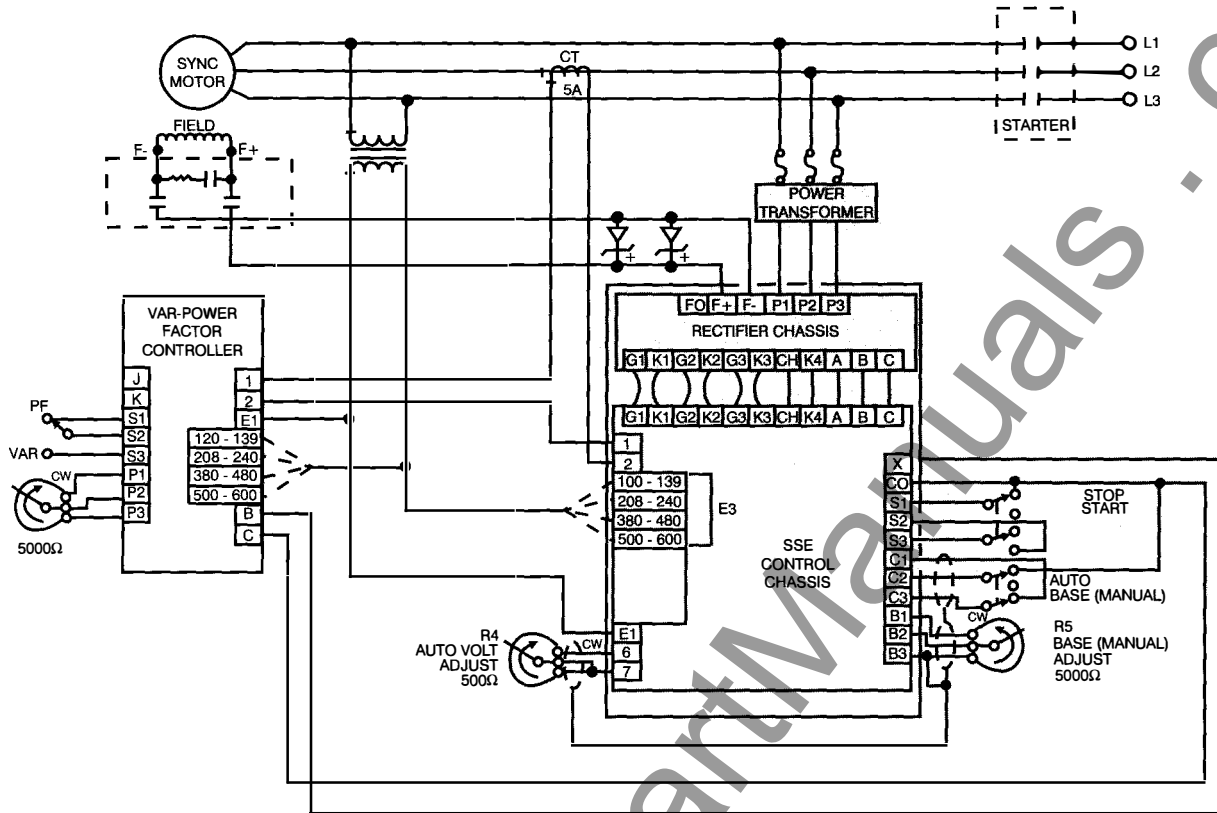 SYNC
MOTOR
CT
5A
L1
L2
L3
STARTER
FIELD
F-
F+
POWER
TRANSFORMER
+
+
FO F+ F- P1 P2 P3
RECTIFIER CHASSIS
G1 K1 G2 K2 G3 K3 CH K4 A B C
G1 K1 G2 K2 G3 K3 CH K4 A B C
VAR-POWER
FACTOR
CONTROLLER
J
K
S1
S2
S3
P1
P2
P3
PF
VAR
CW
5000Ω
1
2
E1
120 - 139
208 - 240
380 - 480
500 - 600
B
C
1
2
100 - 139
208 - 240
380 - 480
500 - 600
E3
SSE
CONTROL
CHASSIS
E1
6
7
R4
AUTO VOLT
ADJUST
500Ω
CW
X
CO
S1
S2
S3
C1
C2
C3
B1
B2
B3
STOP
START
AUTO
BASE (MANUAL)
CW
R5
BASE (MANUAL)
ADJUST
5000Ω
artManuals . c